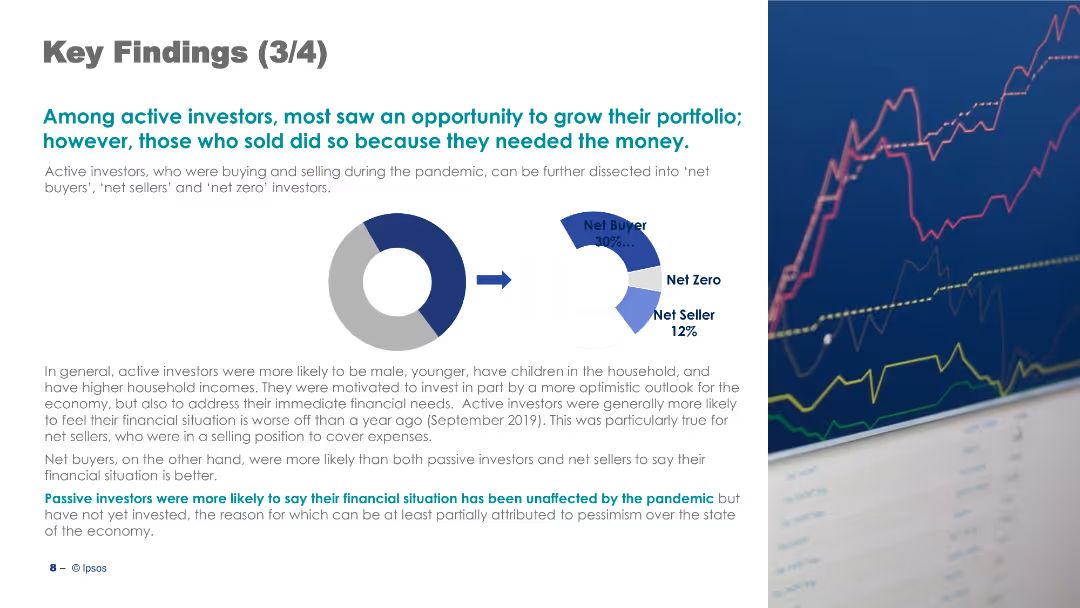 Key Findings (3/4)
Among active investors, most saw an opportunity to grow their portfolio;
however, those who sold did so because they needed the money.
Active investors, who were buying and selling during the pandemic, can be further dissected into ‘net
buyers’, ‘net sellers’ and ‘net zero’ investors.
Net Buyer
30%…
Net Zero
Net Seller
12%
In general, active investors were more likely to be male, younger, have children in the household, and
have higher household incomes. They were motivated to invest in part by a more optimistic outlook for the
economy, but also to address their immediate financial needs.  Active investors were generally more likely
to feel their financial situation is worse off than a year ago (September 2019). This was particularly true for
net sellers, who were in a selling position to cover expenses.
Net buyers, on the other hand, were more likely than both passive investors and net sellers to say their
financial situation is better.
Passive investors were more likely to say their financial situation has been unaffected by the pandemic but
have not yet invested, the reason for which can be at least partially attributed to pessimism over the state
of the economy.
8 – © Ipsos